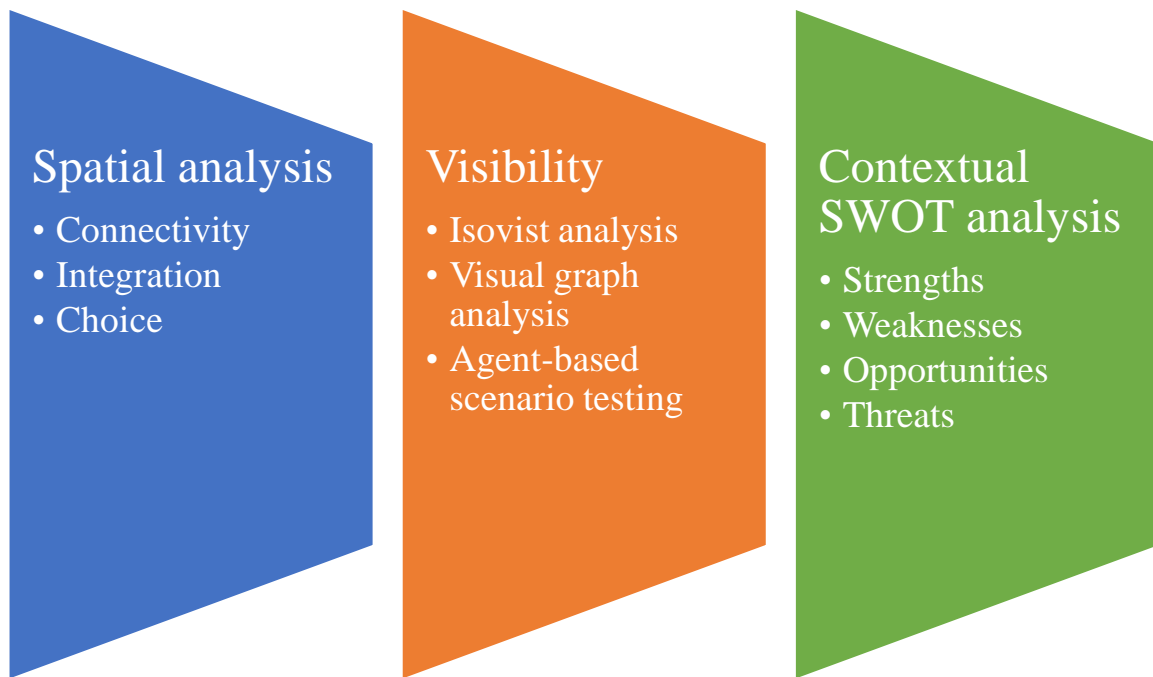 Spatial analysis
• Connectivity
• Integration
• Choice
Visibility
• Isovist analysis
• Visual graph
analysis
• Agent-based
scenario testing
Contextual
SWOT analysis
• Strengths
• Weaknesses
• Opportunities
• Threats